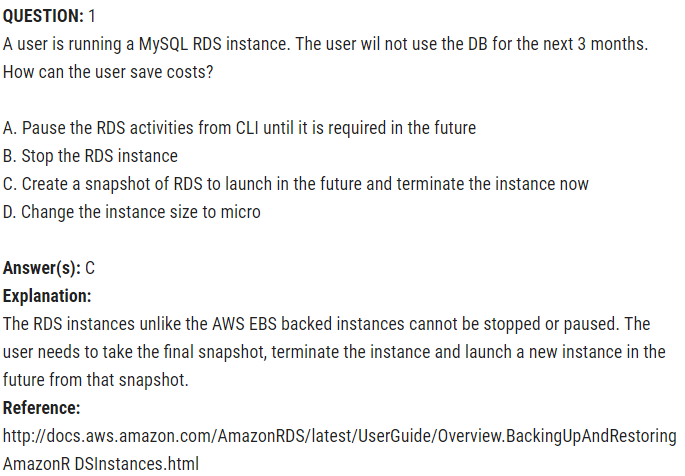 QUESTION: 1
A user is running a MySQL RDS instance. The user wil not use the DB for the next 3 months.
How can the user save costs?
A. Pause the RDS activities from CLI until it is required in the future
B. Stop the RDS instance
C. Create a snapshot of RDS to launch in the future and terminate the instance now
D. Change the instance size to micro
Answer(s): C
Explanation:
The RDS instances unlike the AWS EBS backed instances cannot be stopped or paused. The
user needs to take the final snapshot, terminate the instance and launch a new instance in the
future from that snapshot.
Reference:
http://docs.aws.amazon.com/AmazonRDS/latest/UserGuide/Overview.BackingUpAndRestoring
AmazonR DSInstances.html